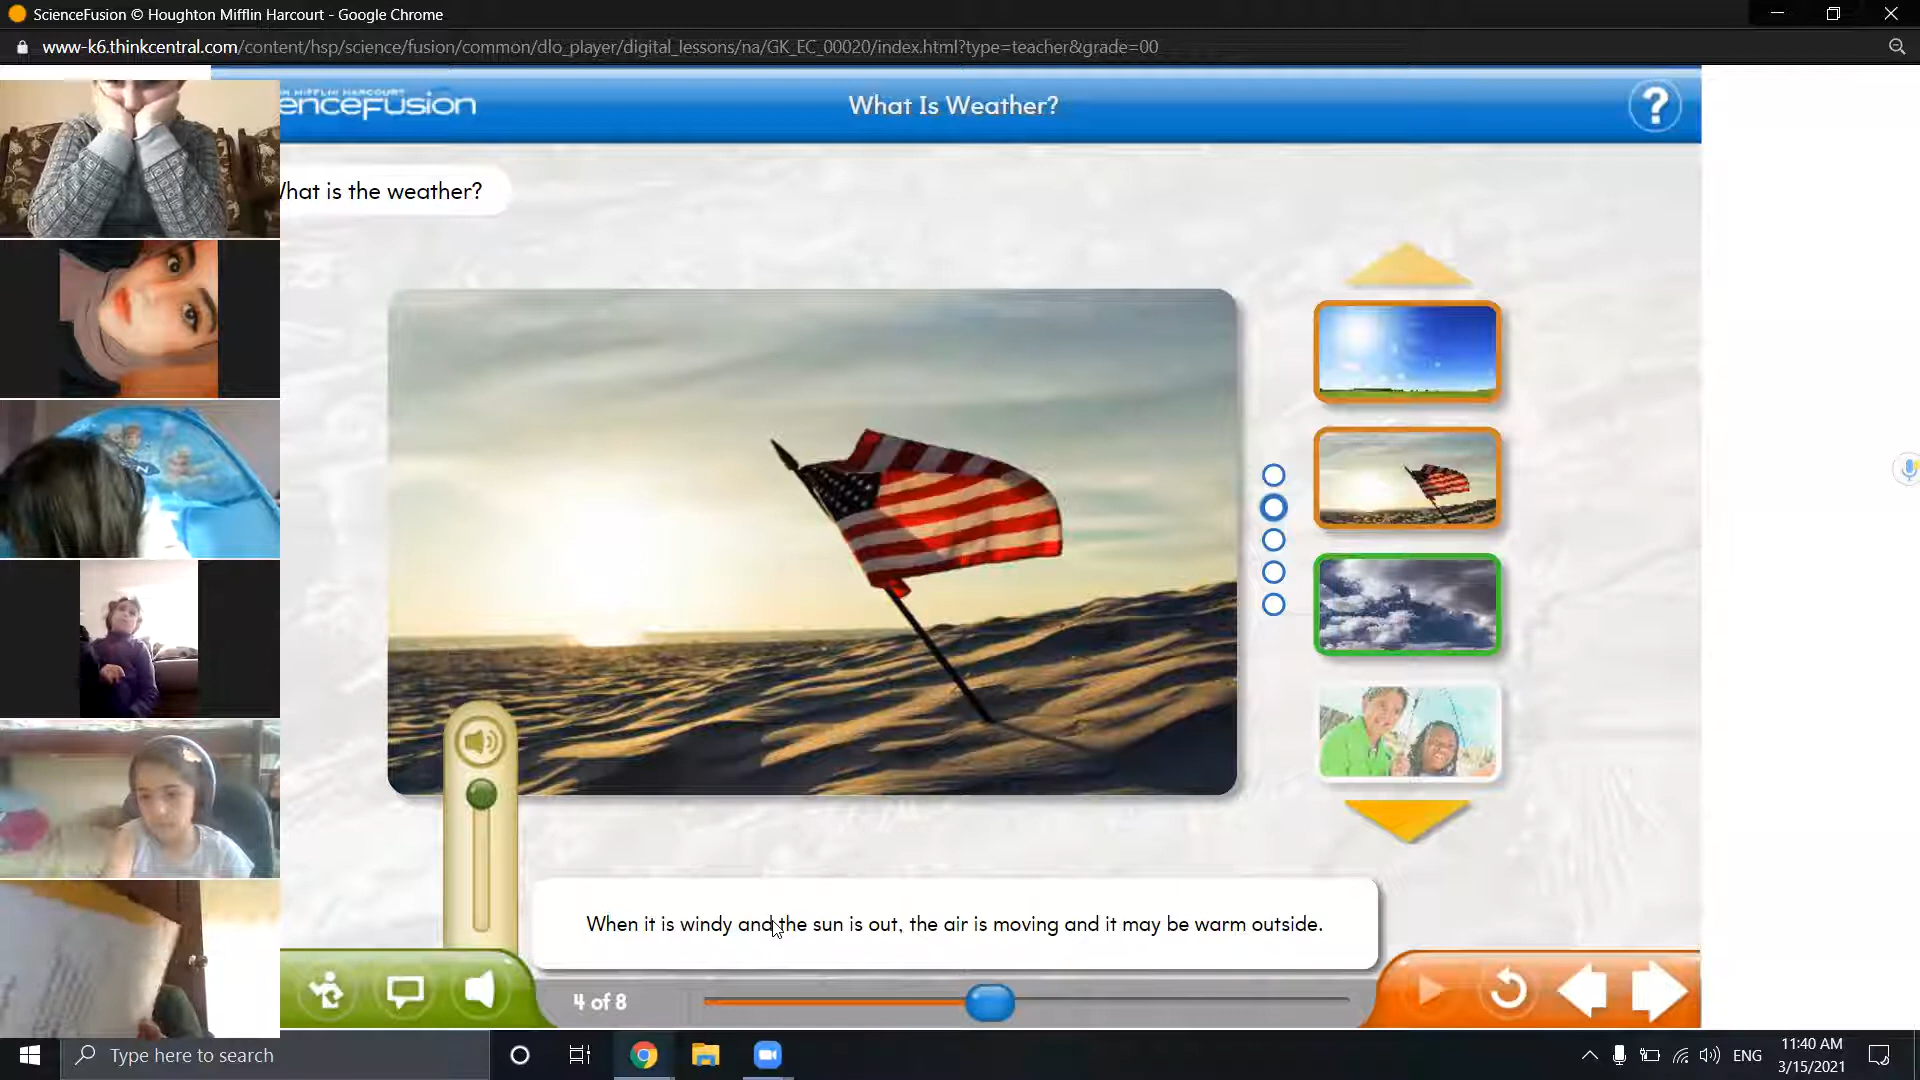 ScienceFusion © Houghton Mifflin Harcourt - Google Chrome
www-k6.thinkcentral.com/content/hsp/science/fusion/common/dlo_player/digital_lessons/na/GK_EC_00020/index.html?type=teacher&grade=00
N MIFFLIN HARCOURT
enceFusion
What Is Weather?
?
hat is the weather?
When it is windy and the sun is out, the air is moving and it may be warm outside.
4 of 8
Type here to search
ENG
11:40 AM
3/15/2021